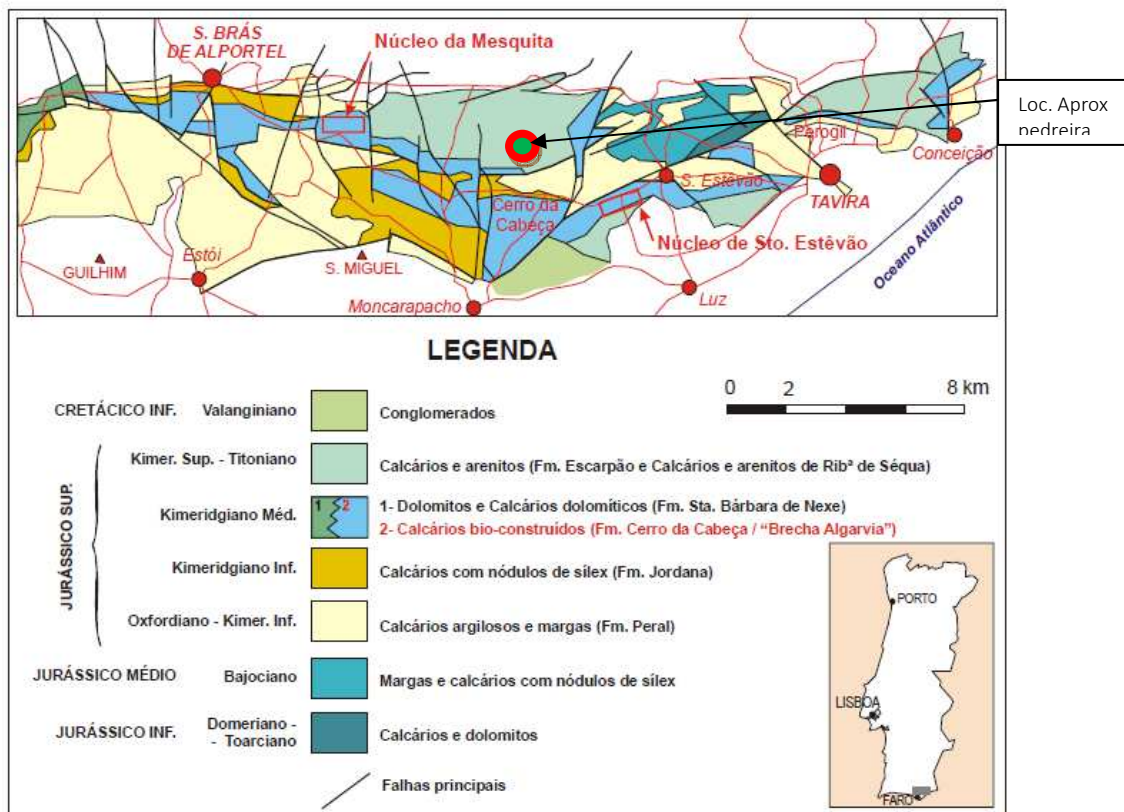 S. BRÁS
DE ALPORTEL
Núcleo da Mesquita
Loc. Aprox
pedreira
Perogil
Conceição
S. Estêvão
TAVIRA
Cerro da
Cabeça
Núcleo de Sto. Estêvão
Oceano Atlântico
Estói
GUILHIM
S. MIGUEL
Moncarapacho
Luz
LEGENDA
0 2 8 km
CRETÁCICO INF. Valanginiano Conglomerados
JURÁSSICO SUP.
Kimer. Sup. - Titoniano Calcários e arenitos (Fm. Escarpão e Calcários e arenitos de Ribª de Séqua)
Kimeridgiano Méd. 1 2 1- Dolomitos e Calcários dolomíticos (Fm. Sta. Bárbara de Nexe)
2- Calcários bio-construídos (Fm. Cerro da Cabeça / “Brecha Algarvia”)
Kimeridgiano Inf. Calcários com nódulos de sílex (Fm. Jordana)
Oxfordiano - Kimer. Inf. Calcários argilosos e margas (Fm. Peral)
JURÁSSICO MÉDIO Bajociano Margas e calcários com nódulos de sílex
JURÁSSICO INF. Domeriano -
- Toarciano Calcários e dolomitos
Falhas principais
PORTO
LISBOA
FARO